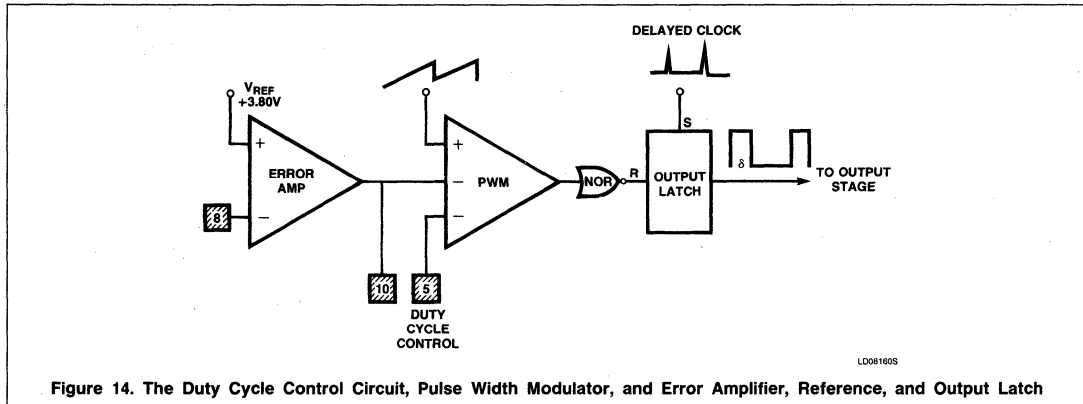 DELAYED CLOCK
VREF
+3.80V
S
+
ERROR
AMP
−
8
+
−
PWM
−
NOR
R
OUTPUT
LATCH
δ
TO OUTPUT
STAGE
10
5
DUTY
CYCLE
CONTROL
LD08160S
Figure 14. The Duty Cycle Control Circuit, Pulse Width Modulator, and Error Amplifier, Reference, and Output Latch